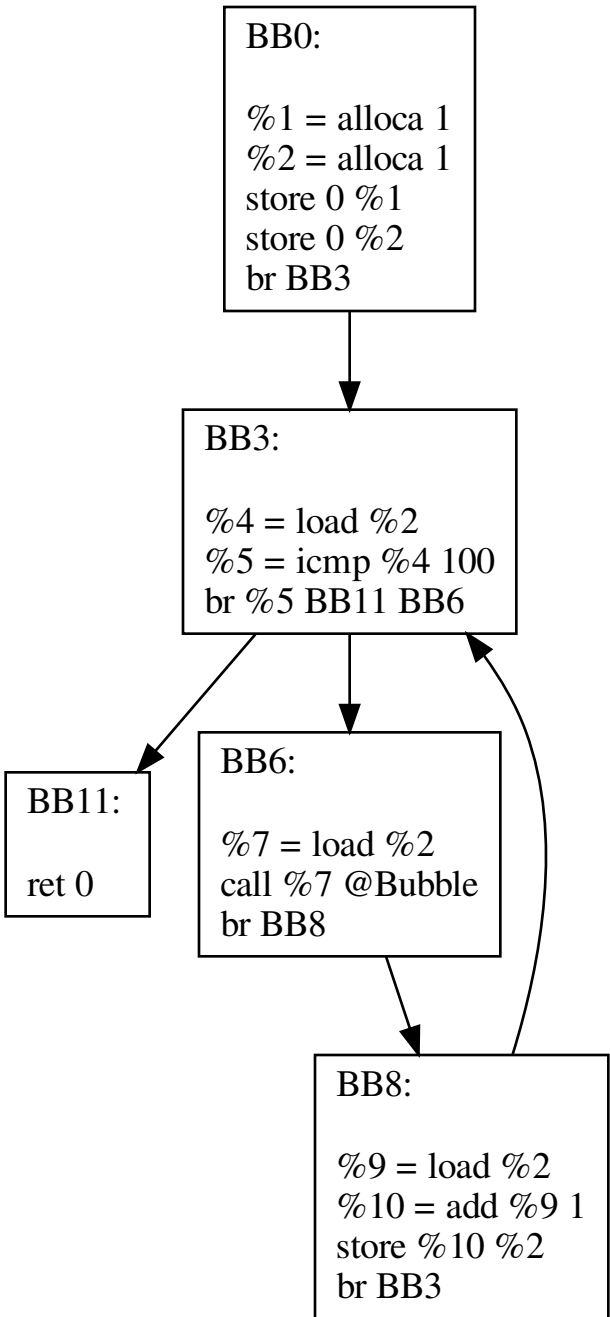 BB0:
%1 = alloca 1
%2 = alloca 1
store 0 %1
store 0 %2
br BB3
BB3:
%4 = load %2
%5 = icmp %4 100
br %5 BB11 BB6
BB11:
ret 0
BB6:
%7 = load %2
call %7 @Bubble
br BB8
BB8:
%9 = load %2
%10 = add %9 1
store %10 %2
br BB3